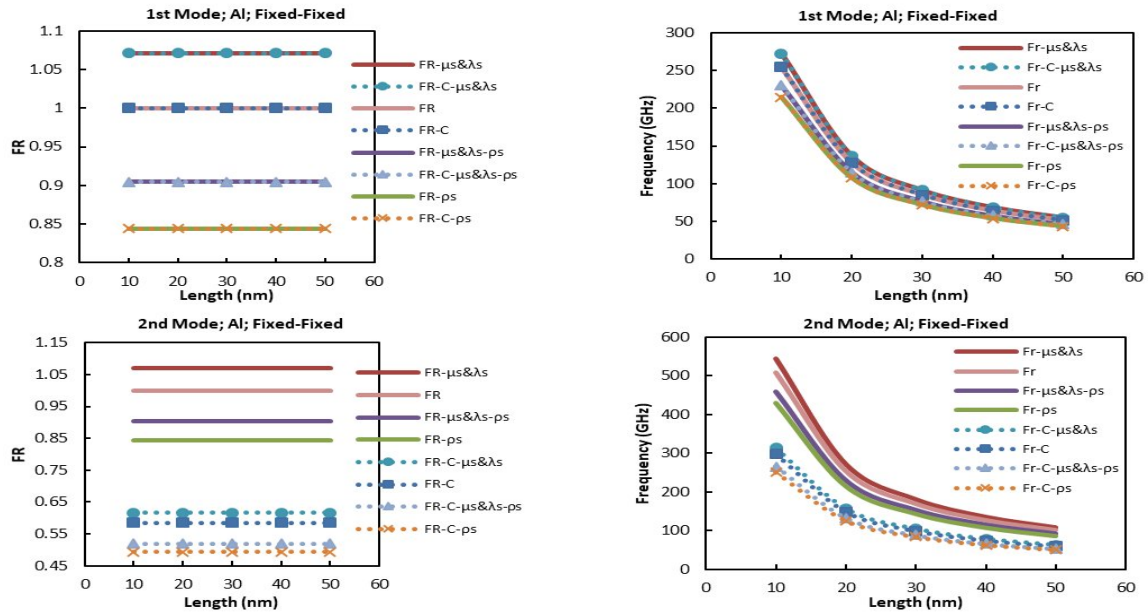 1st Mode; Al; Fixed-Fixed
1.1
1.05
1
0.95
0.9
0.85
0.8
FR
0 10 20 30 40 50 60
Length (nm)
FR-μs&λs
FR-C-μs&λs
FR
FR-C
FR-μs&λs-ρs
FR-C-μs&λs-ρs
FR-ρs
FR-C-ρs
1st Mode; Al; Fixed-Fixed
300
250
200
150
100
50
0
Frequency (GHz)
0 10 20 30 40 50 60
Length (nm)
Fr-μs&λs
Fr-C-μs&λs
Fr
Fr-C
Fr-μs&λs-ρs
Fr-C-μs&λs-ρs
Fr-ρs
Fr-C-ρs
2nd Mode; Al; Fixed-Fixed
1.15
1.05
0.95
0.85
0.75
0.65
0.55
0.45
FR
0 10 20 30 40 50 60
Length (nm)
FR-μs&λs
FR
FR-μs&λs-ρs
FR-ρs
FR-C-μs&λs
FR-C
FR-C-μs&λs-ρs
FR-C-ρs
2nd Mode; Al; Fixed-Fixed
600
500
400
300
200
100
0
Frequency (GHz)
0 10 20 30 40 50 60
Length (nm)
Fr-μs&λs
Fr
Fr-μs&λs-ρs
Fr-ρs
Fr-C-μs&λs
Fr-C
Fr-C-μs&λs-ρs
Fr-C-ρs